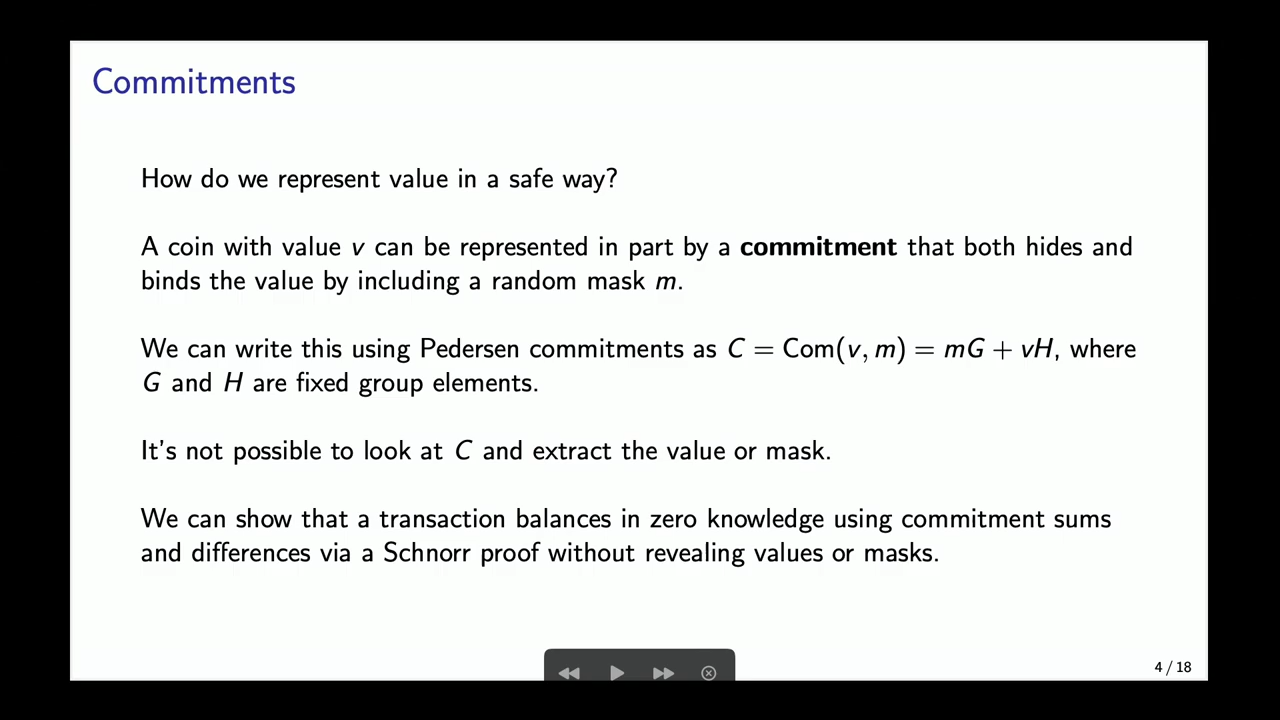 Commitments
How do we represent value in a safe way?
A coin with value v can be represented in part by a commitment that both hides and
binds the value by including a random mask m.
We can write this using Pedersen commitments as C = Com(v, m) = mG + vH, where
G and H are fixed group elements.
It's not possible to look at C and extract the value or mask.
We can show that a transaction balances in zero knowledge using commitment sums
and differences via a Schnorr proof without revealing values or masks.
4 / 18